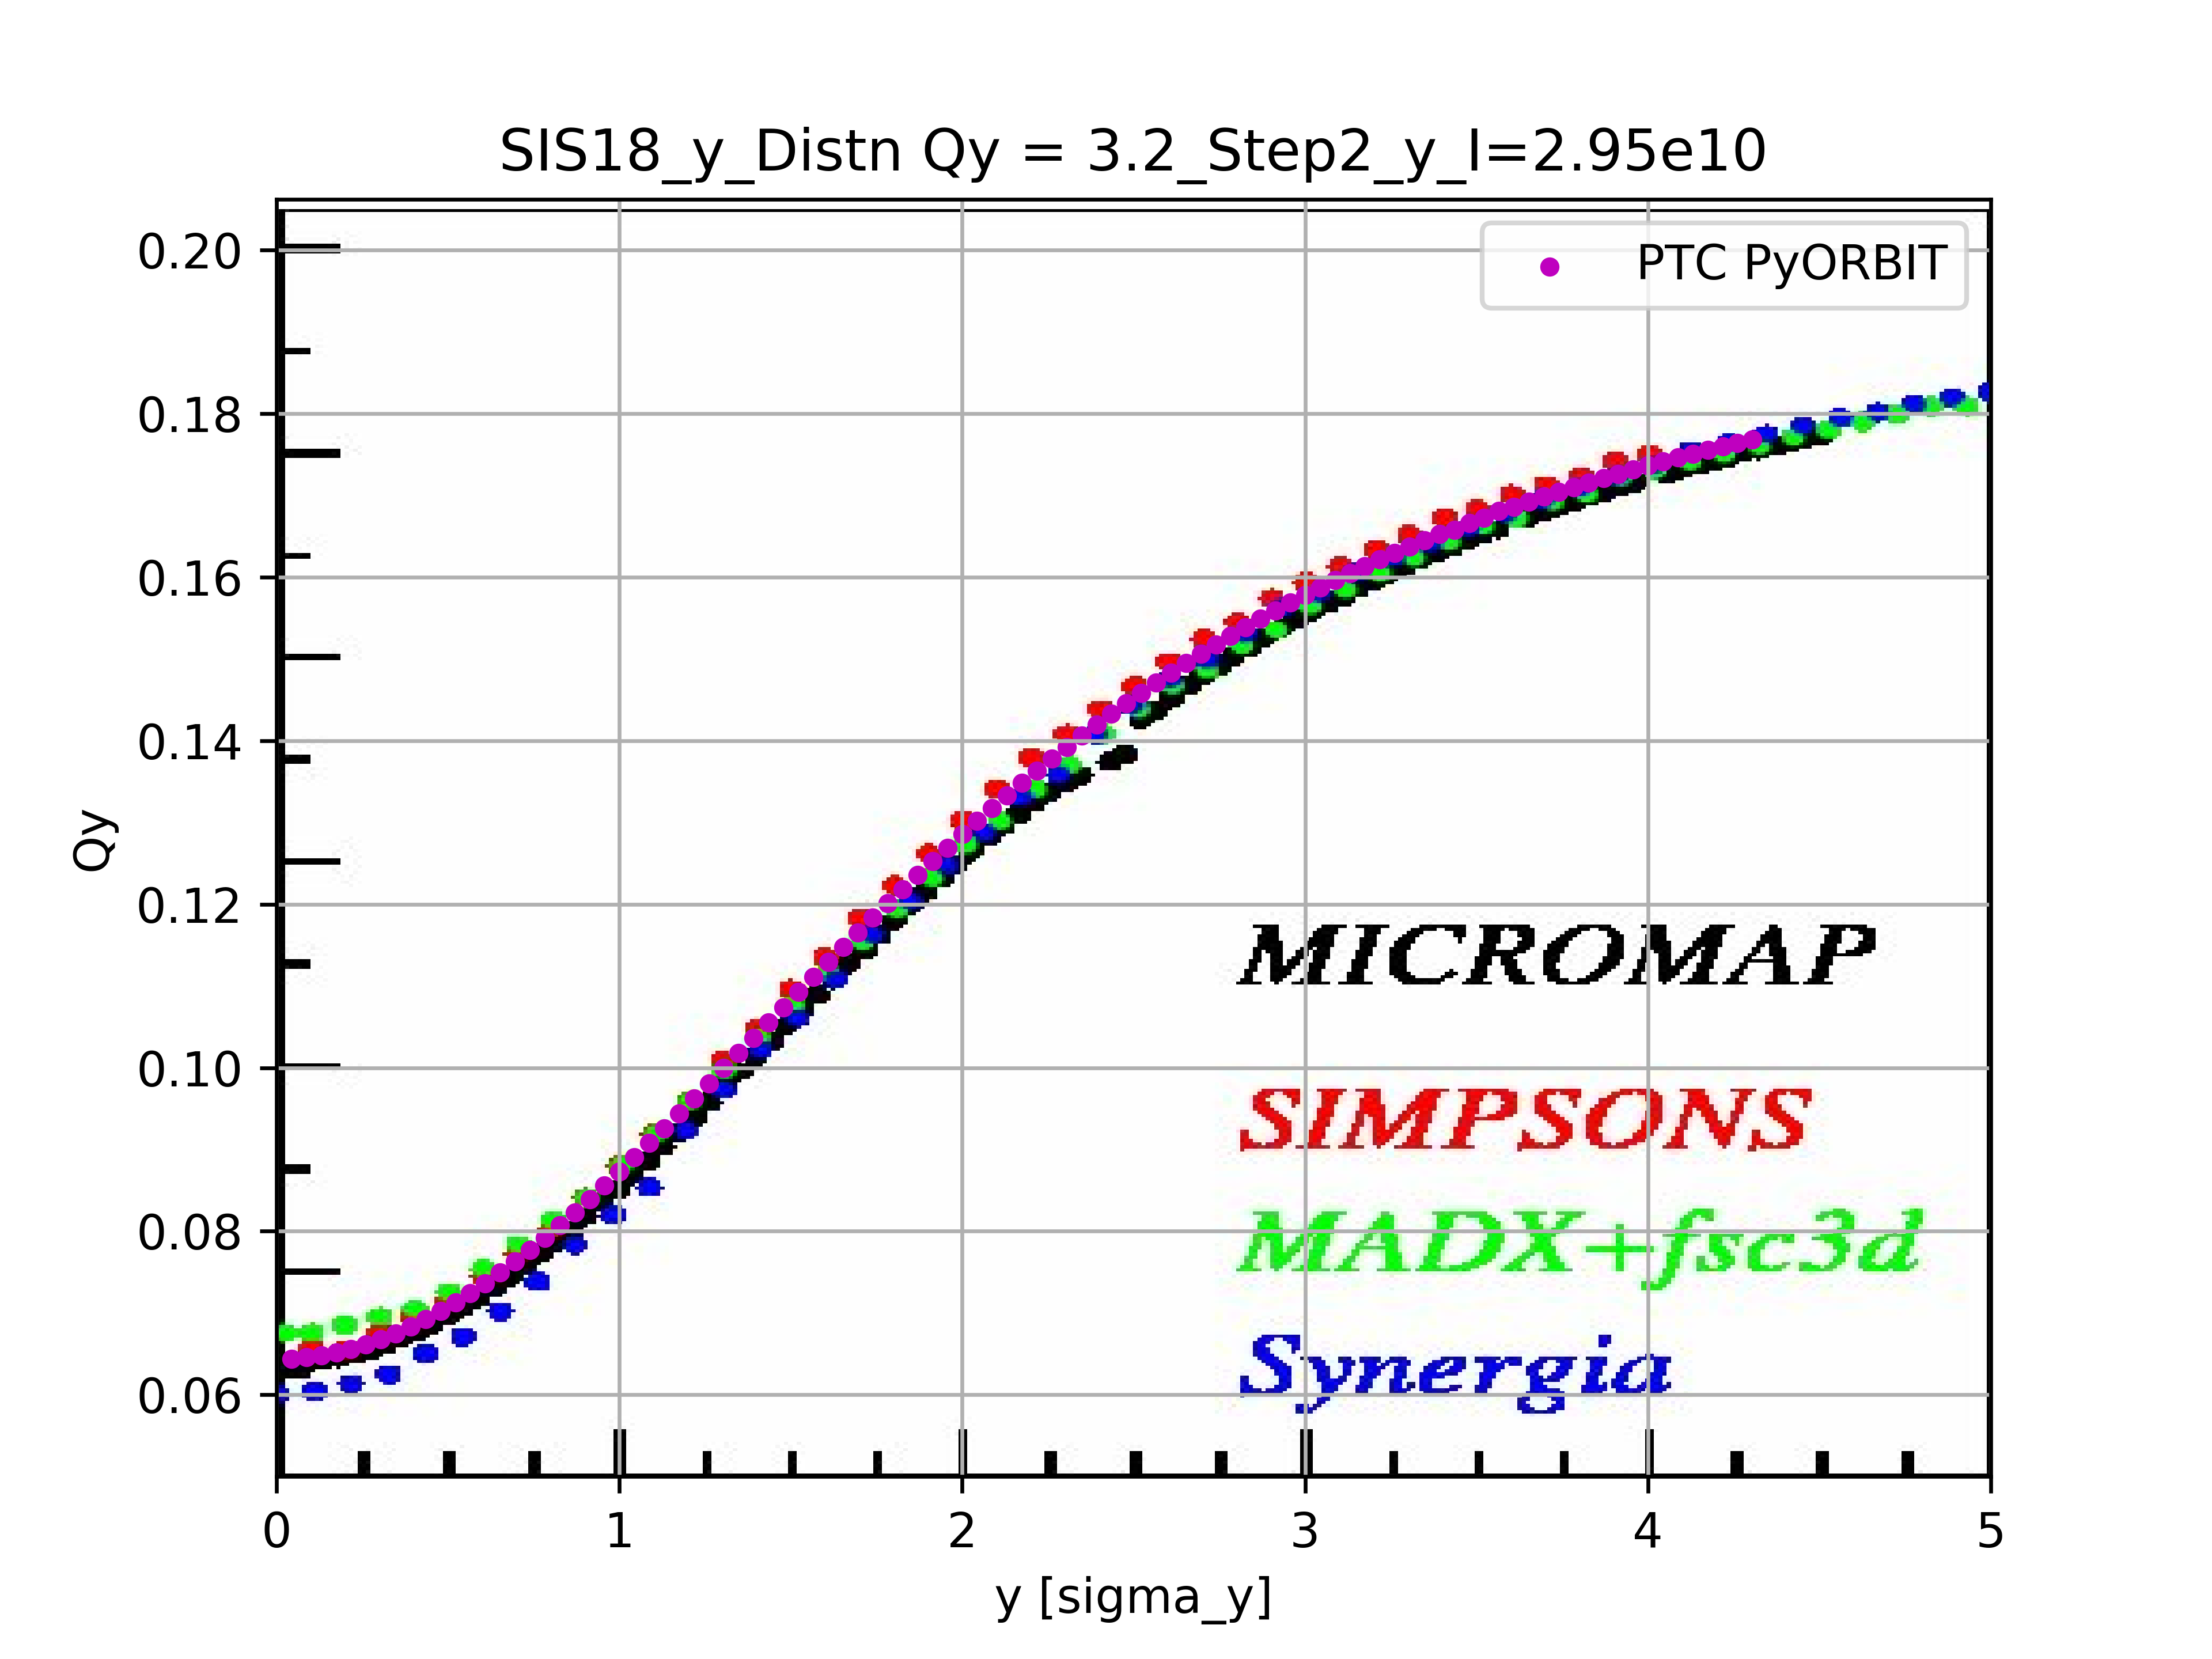 SIS18_y_Distn Qy = 3.2_Step2_y_I=2.95e10
PTC PyORBIT
0.20
0.18
0.16
0.14
0.12
0.10
0.08
0.06
Qy
MICROMAP
SIMPSONS
MADX+fsc3d
Synergia
0 1 2 3 4 5
y [sigma_y]